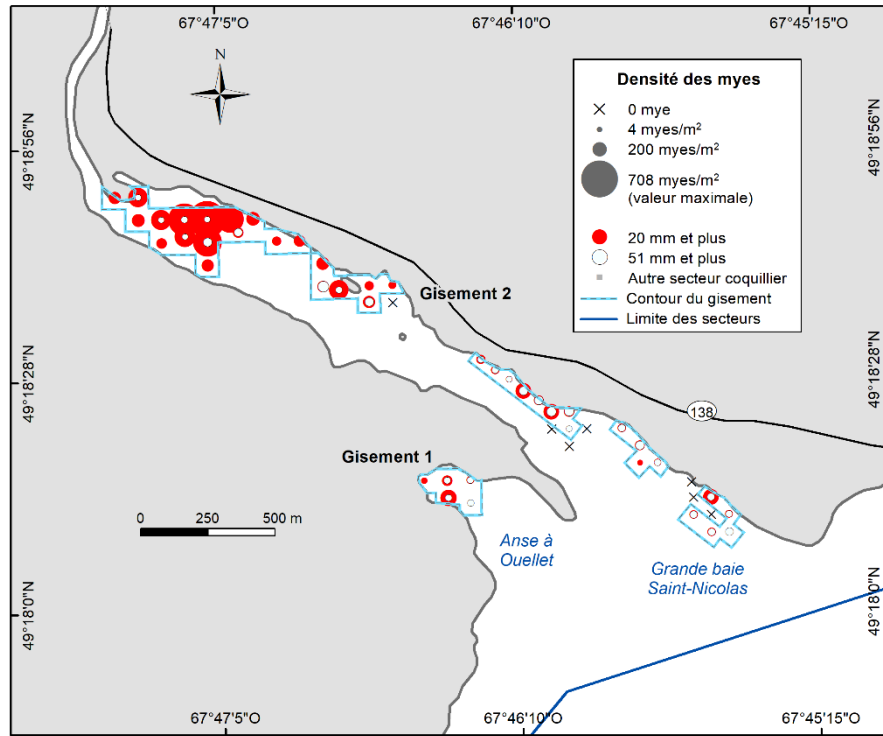 67°47'5"O
67°46'10"O
67°45'15"O
49°18'56"N
49°18'56"N
N
Densité des myes
0 mye
4 myes/m²
200 myes/m²
708 myes/m²
(valeur maximale)
20 mm et plus
51 mm et plus
Autre secteur coquillier
Contour du gisement
Limite des secteurs
Gisement 2
49°18'28"N
49°18'28"N
138
Gisement 1
0
250
500 m
Anse à
Ouellet
Grande baie
Saint-Nicolas
49°18'0"N
49°18'0"N
67°47'5"O
67°46'10"O
67°45'15"O